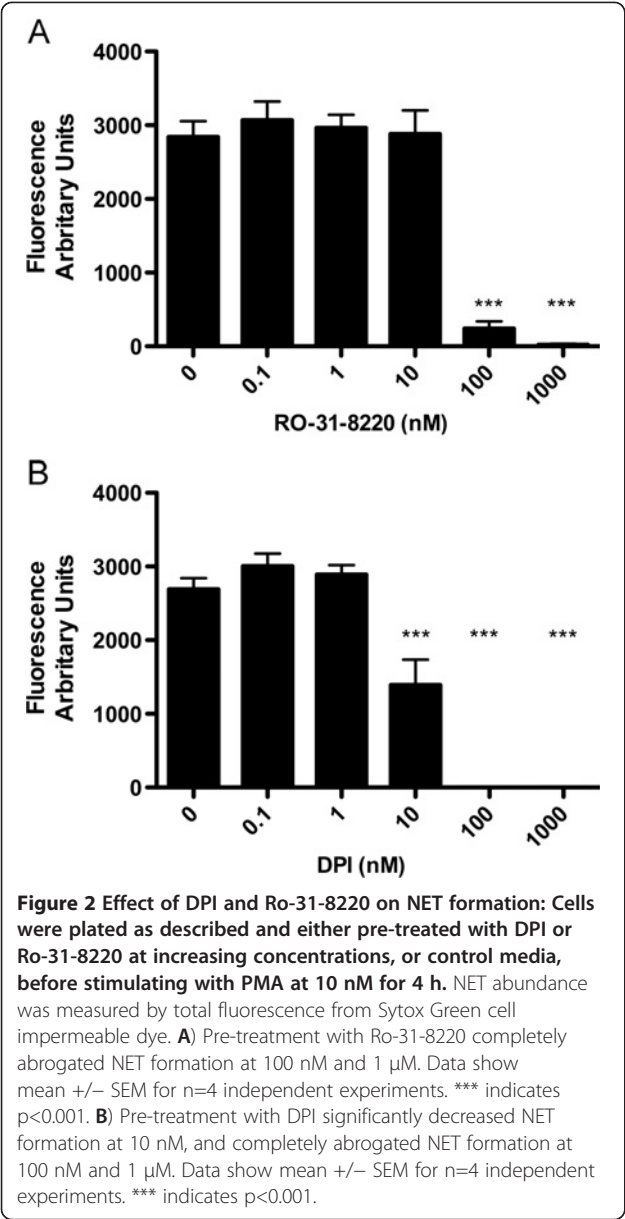 A
4000
3000
2000
1000
0
Fluorescence
Arbritary Units
***
***
0
0.1
1
10
100
1000
RO-31-8220 (nM)
B
4000
3000
2000
1000
0
Fluorescence
Arbritary Units
***
***
***
0
0.1
1
10
100
1000
DPI (nM)
Figure 2 Effect of DPI and Ro-31-8220 on NET formation: Cells
were plated as described and either pre-treated with DPI or
Ro-31-8220 at increasing concentrations, or control media,
before stimulating with PMA at 10 nM for 4 h. NET abundance
was measured by total fluorescence from Sytox Green cell
impermeable dye. A) Pre-treatment with Ro-31-8220 completely
abrogated NET formation at 100 nM and 1 μM. Data show
mean +/− SEM for n=4 independent experiments. *** indicates
p<0.001. B) Pre-treatment with DPI significantly decreased NET
formation at 10 nM, and completely abrogated NET formation at
100 nM and 1 μM. Data show mean +/− SEM for n=4 independent
experiments. *** indicates p<0.001.